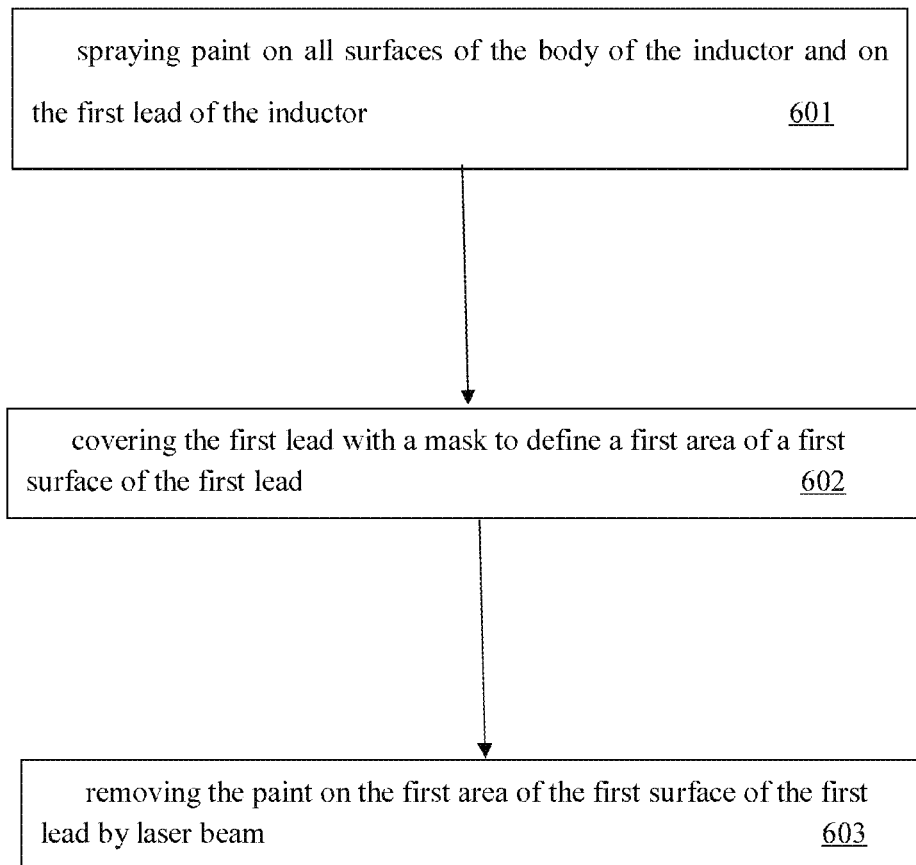 spraying paint on all surfaces of the body of the inductor and on
the first lead of the inductor 601
covering the first lead with a mask to define a first area of a first
surface of the first lead 602
removing the paint on the first area of the first surface of the first
lead by laser beam 603